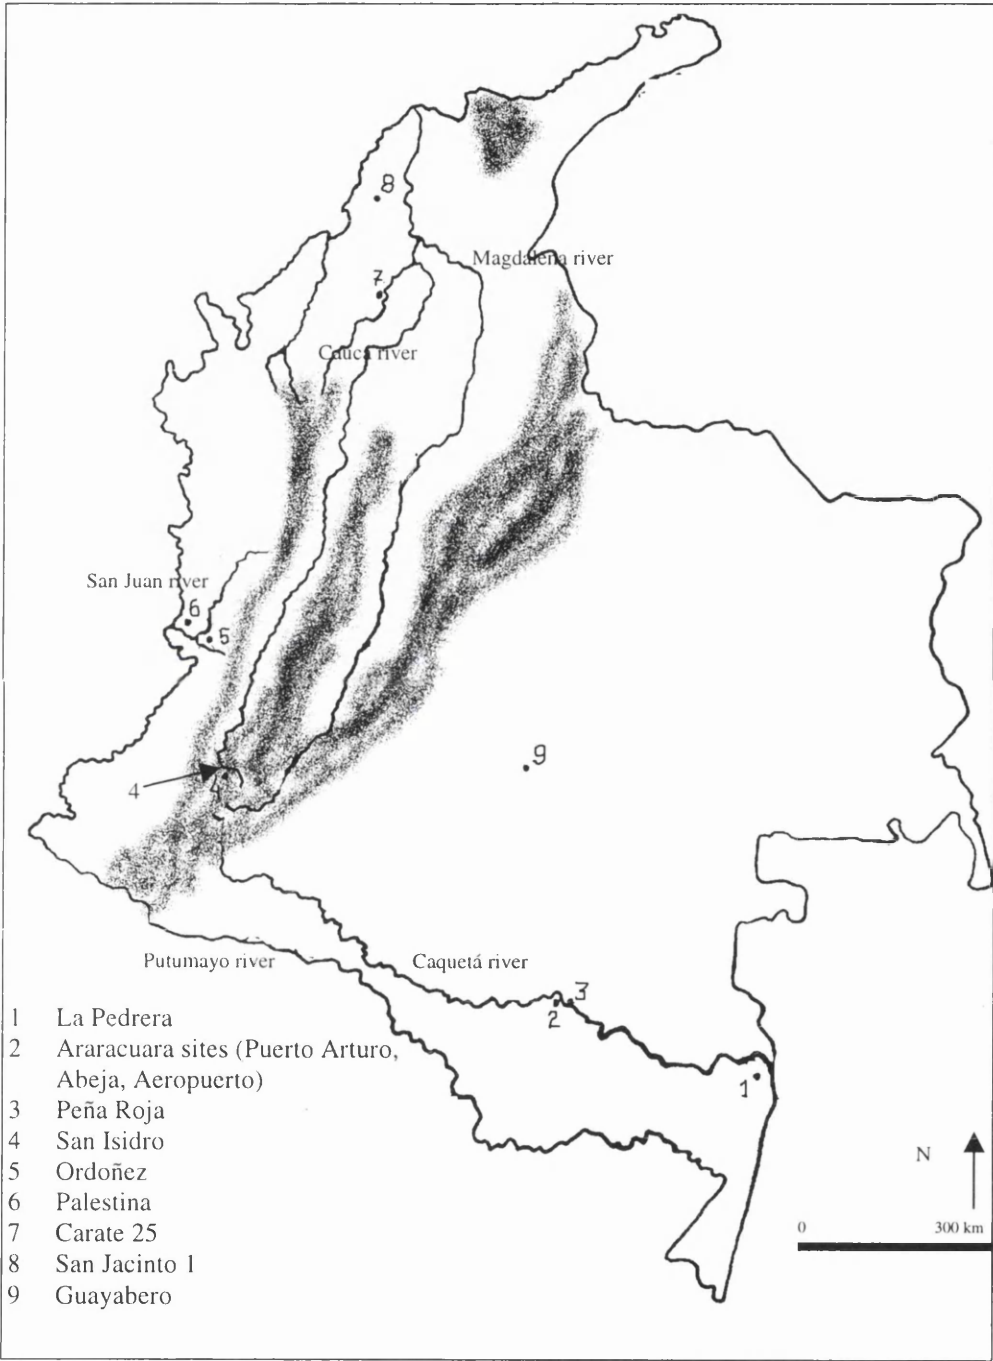 8
Magdalena river
7
Cauca river
San Juan river
6
5
9
4
Putumayo river
Caquetá river
3
2
1
1 La Pedrera
2 Araracuara sites (Puerto Arturo,
Abeja, Aeropuerto)
3 Peña Roja
4 San Isidro
5 Ordoñez
6 Palestina
7 Carate 25
8 San Jacinto 1
9 Guayabero
N
0 300 km